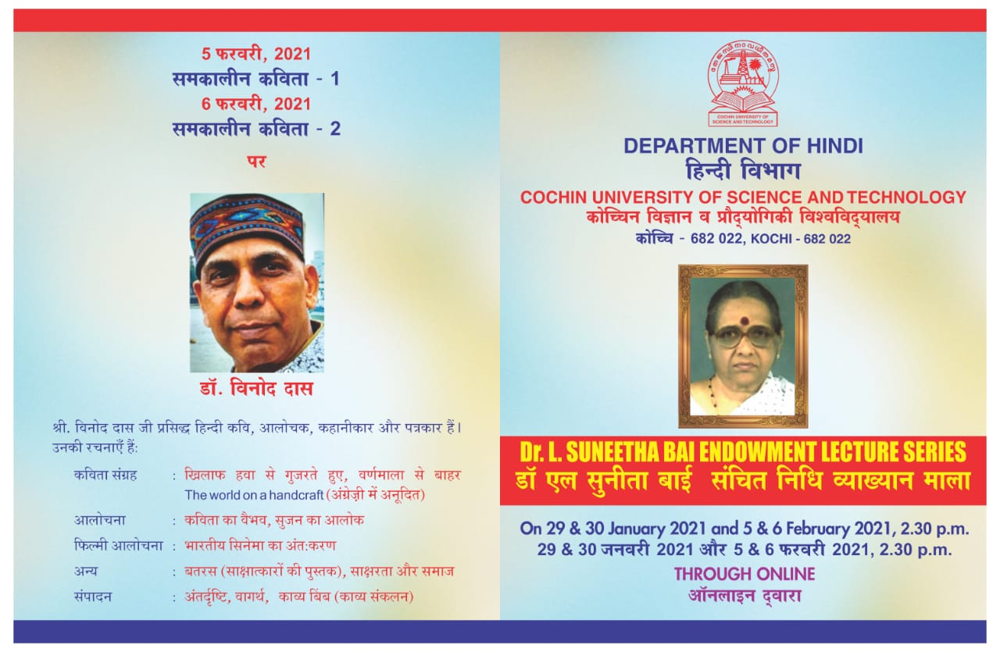 5 फरवरी, 2021
समकालीन कविता - 1
6 फरवरी, 2021
समकालीन कविता - 2
पर
डॉ. विनोद दास
श्री. विनोद दास जी प्रसिद्ध हिन्दी कवि, आलोचक, कहानीकार और पत्रकार हैं।
उनकी रचनाएँ हैं:
कविता संग्रह : खिलाफ हवा से गुजरते हुए, वर्णमाला से बाहर
The world on a handcraft (अंग्रेज़ी में अनूदित)
आलोचना : कविता का वैभव, सृजन का आलोक
फिल्मी आलोचना : भारतीय सिनेमा का अंत:करण
अन्य : बतरस (साक्षात्कारों की पुस्तक), साक्षरता और समाज
संपादन : अंतर्दृष्टि, वागर्थ, काव्य बिंब (काव्य संकलन)
तेजस्विनावधीतमस्तु
COCHIN UNIVERSITY OF
SCIENCE AND TECHNOLOGY
DEPARTMENT OF HINDI
हिन्दी विभाग
COCHIN UNIVERSITY OF SCIENCE AND TECHNOLOGY
कोच्चिन विज्ञान व प्रौद्‌योगिकी विश्वविद्‌यालय
कोच्चि - 682 022, KOCHI - 682 022
Dr. L. SUNEETHA BAI ENDOWMENT LECTURE SERIES
डॉ एल सुनीता बाई संचित निधि व्याख्यान माला
On 29 & 30 January 2021 and 5 & 6 February 2021, 2.30 p.m.
29 & 30 जनवरी 2021 और 5 & 6 फरवरी 2021, 2.30 p.m.
THROUGH ONLINE
ऑनलाइन द्‌वारा